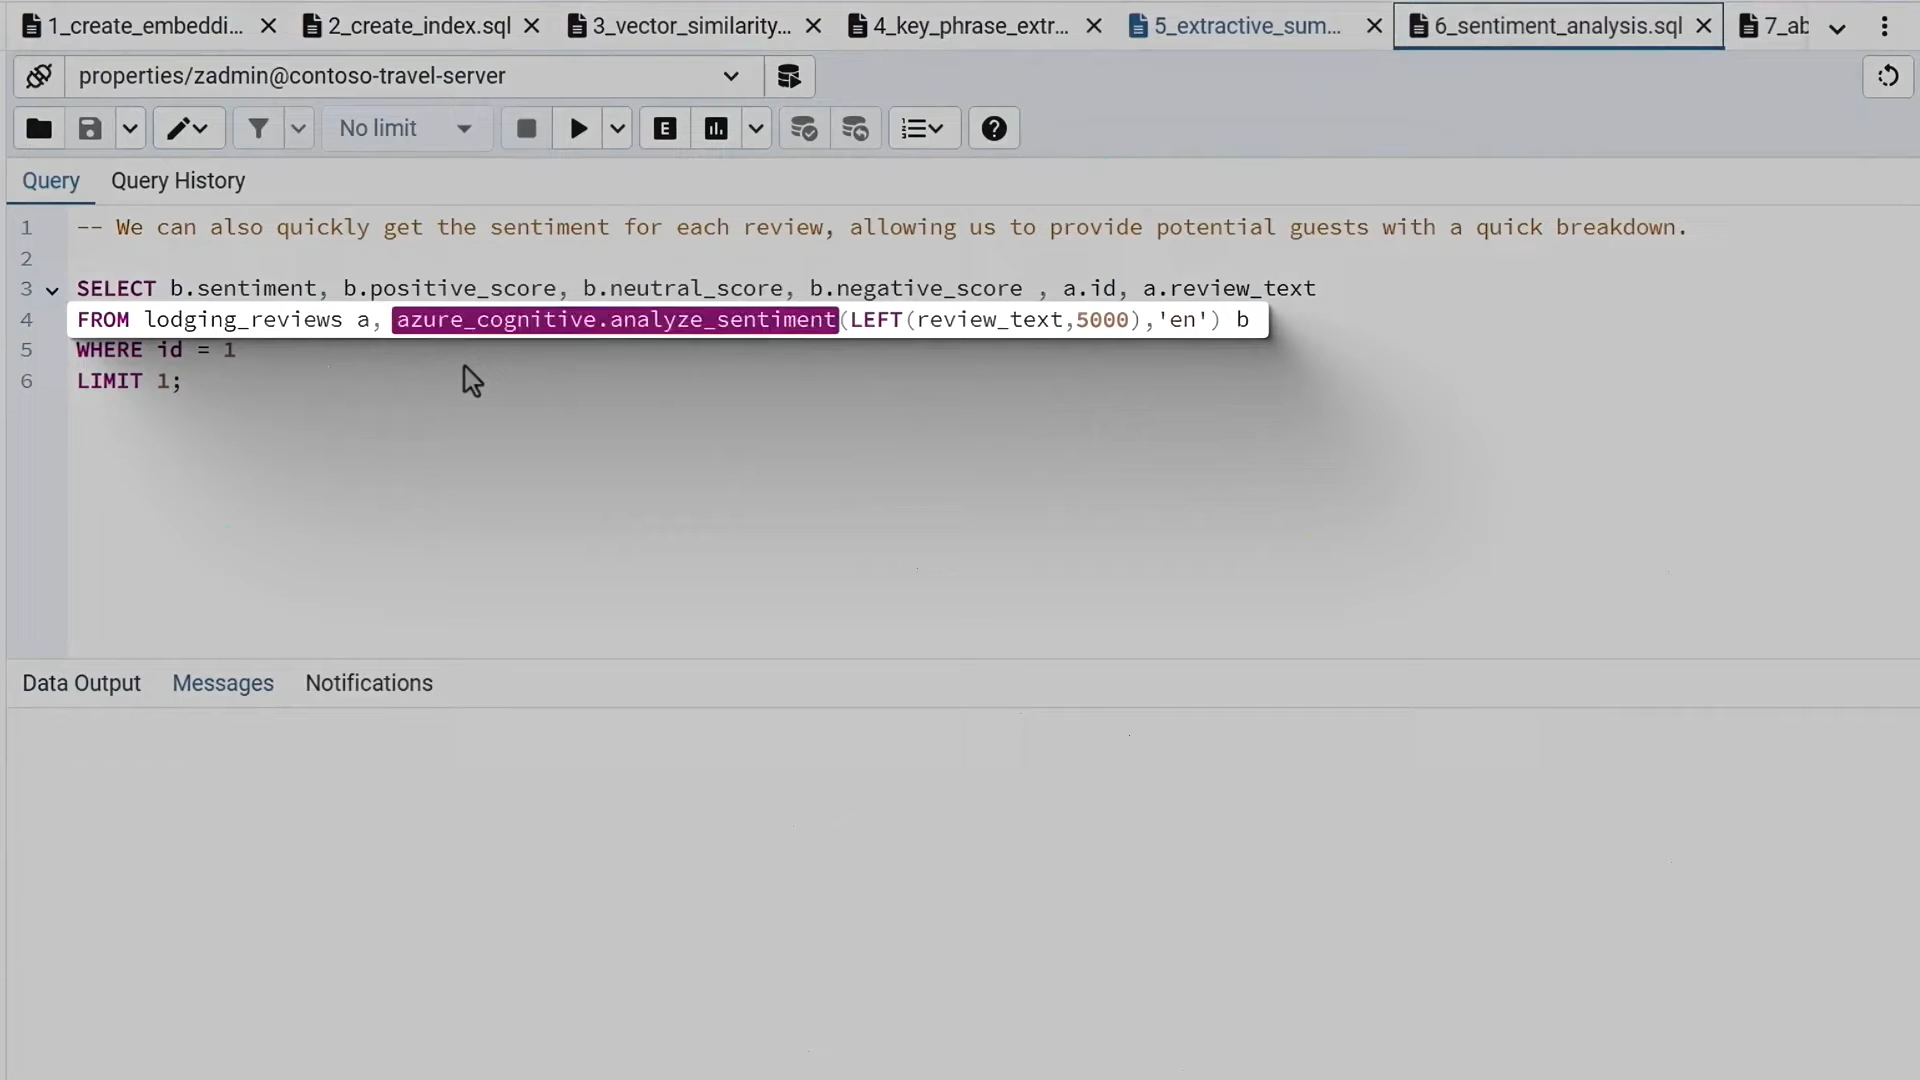 1_create_embeddi... 2_create_index.sql 3_vector_similarity... 4_key_phrase_extr... 5_extractive_sum... 6_sentiment_analysis.sql 7_ab
properties/zadmin@contoso-travel-server
No limit E
Query Query History
1 -- We can also quickly get the sentiment for each review, allowing us to provide potential guests with a quick breakdown.
2
3 SELECT b.sentiment, b.positive_score, b.neutral_score, b.negative_score , a.id, a.review_text
4 FROM lodging_reviews a, azure_cognitive.analyze_sentiment(LEFT(review_text,5000),'en') b
5 WHERE id = 1
6 LIMIT 1;
Data Output Messages Notifications